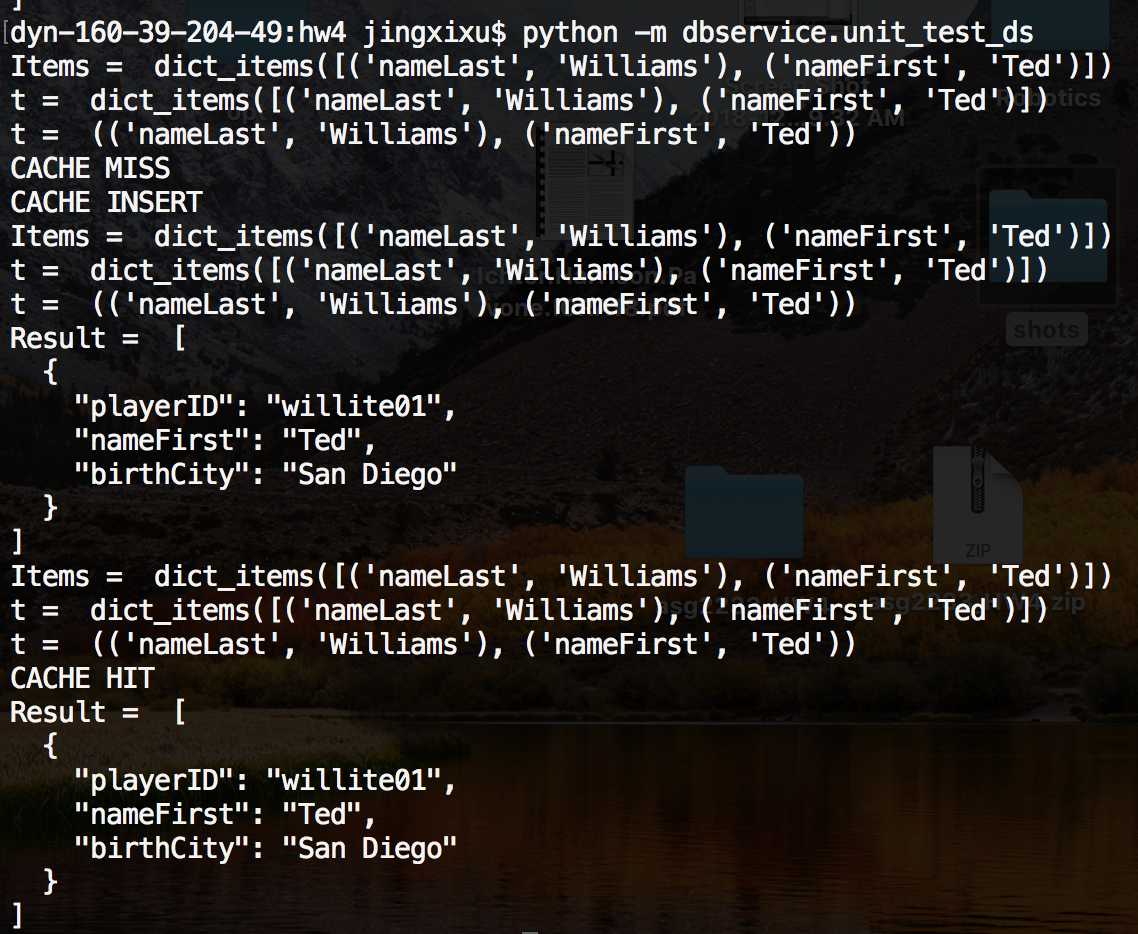 ]
[dyn-160-39-204-49:hw4 jingxixu$ python -m dbservice.unit_test_ds
Items =  dict_items([('nameLast', 'Williams'), ('nameFirst', 'Ted')])
t =  dict_items([('nameLast', 'Williams'), ('nameFirst', 'Ted')])
t =  (('nameLast', 'Williams'), ('nameFirst', 'Ted'))
CACHE MISS
CACHE INSERT
Items =  dict_items([('nameLast', 'Williams'), ('nameFirst', 'Ted')])
t =  dict_items([('nameLast', 'Williams'), ('nameFirst', 'Ted')])
t =  (('nameLast', 'Williams'), ('nameFirst', 'Ted'))
Result =  [
  {
    "playerID": "willite01",
    "nameFirst": "Ted",
    "birthCity": "San Diego"
  }
]
Items =  dict_items([('nameLast', 'Williams'), ('nameFirst', 'Ted')])
t =  dict_items([('nameLast', 'Williams'), ('nameFirst', 'Ted')])
t =  (('nameLast', 'Williams'), ('nameFirst', 'Ted'))
CACHE HIT
Result =  [
  {
    "playerID": "willite01",
    "nameFirst": "Ted",
    "birthCity": "San Diego"
  }
]
Robotics
shots
ZIP